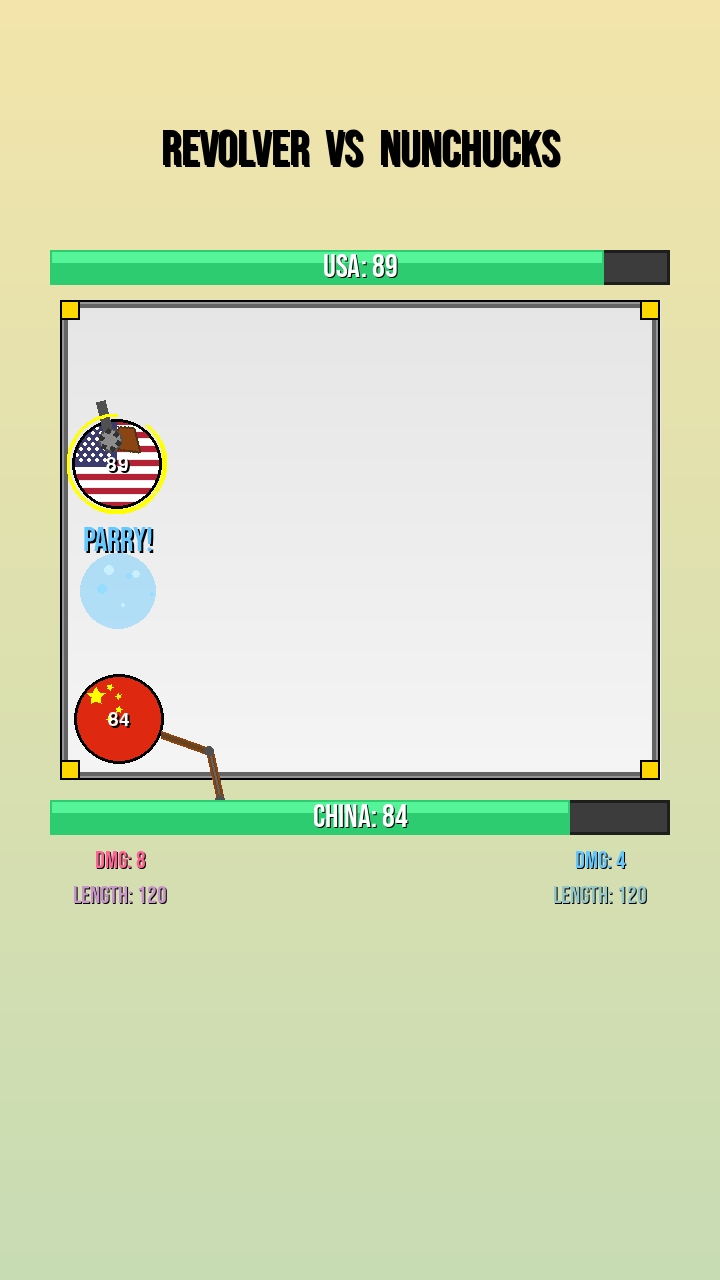 REVOLVER VS NUNCHUCKS
USA: 89
89
PARRY!
84
CHINA: 84
DMG: 8
DMG: 4
LENGTH: 120
LENGTH: 120